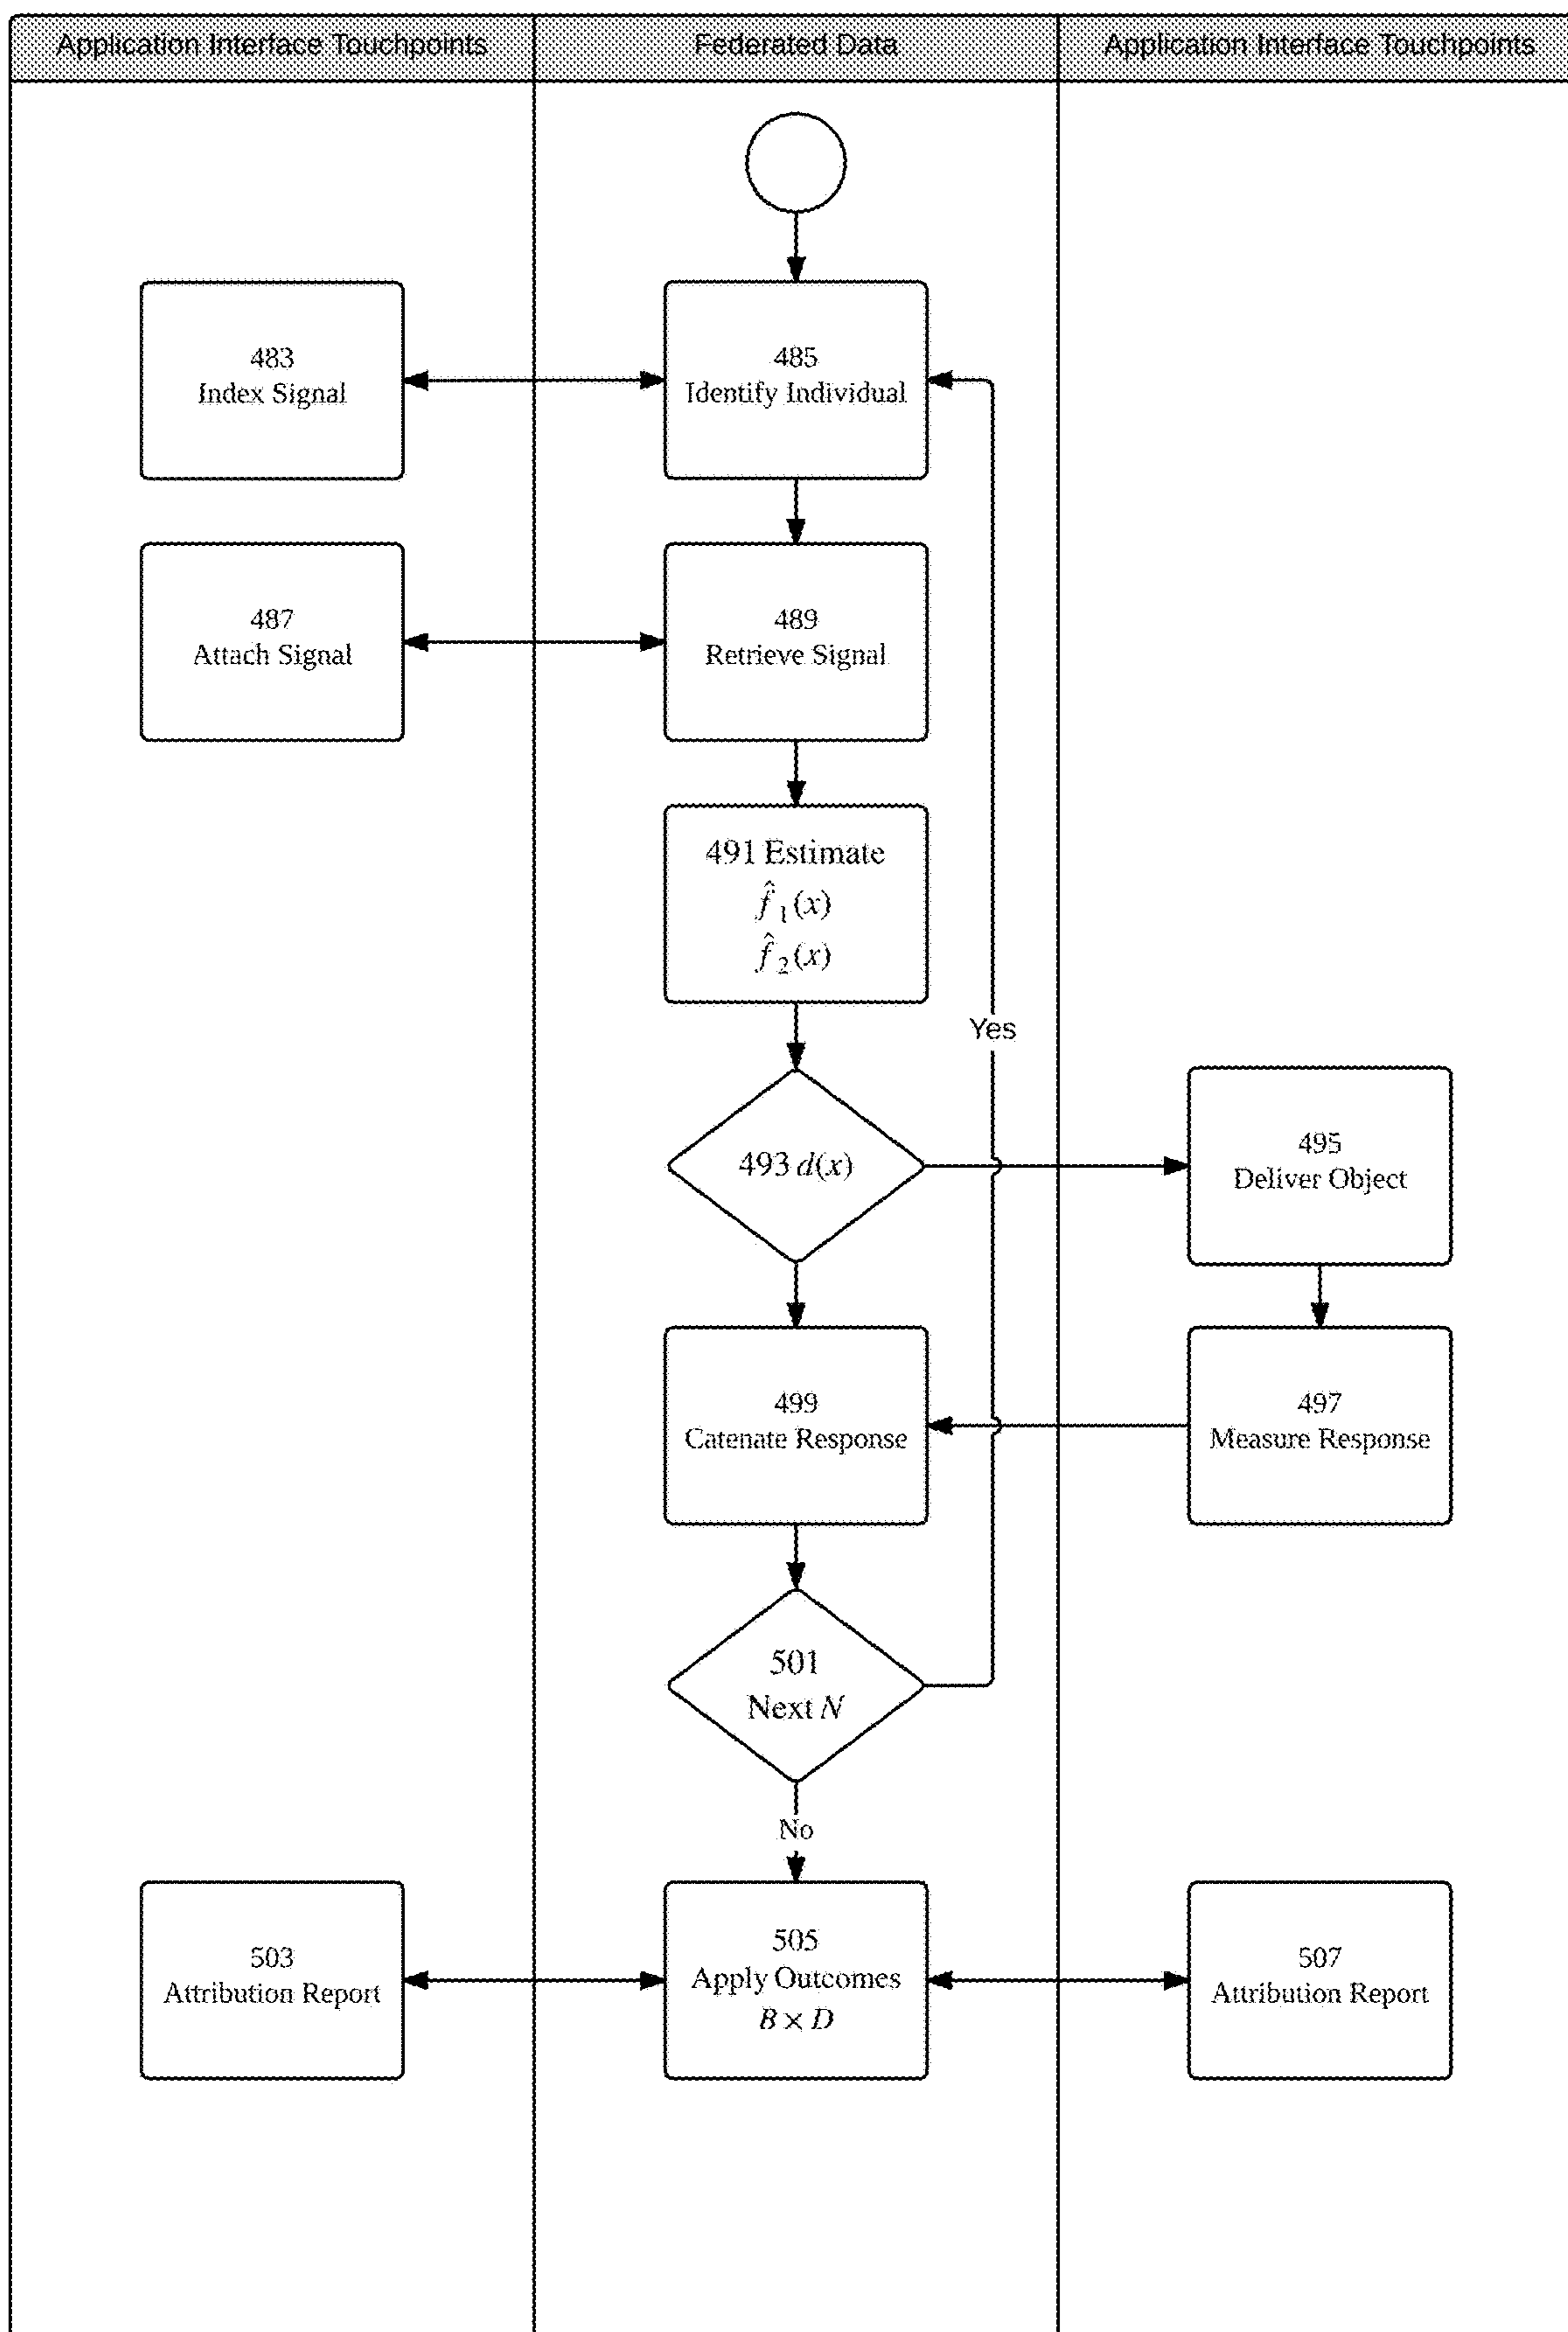 Application Interface Touchpoints
Federated Data
Application Interface Touchpoints
483
Index Signal
485
Identify Individual
487
Attach Signal
489
Retrieve Signal
491 Estimate
f̂₁(x)
f̂₂(x)
Yes
493 d(x)
495
Deliver Object
499
Catenate Response
497
Measure Response
501
Next N
No
503
Attribution Report
505
Apply Outcomes
B × D
507
Attribution Report